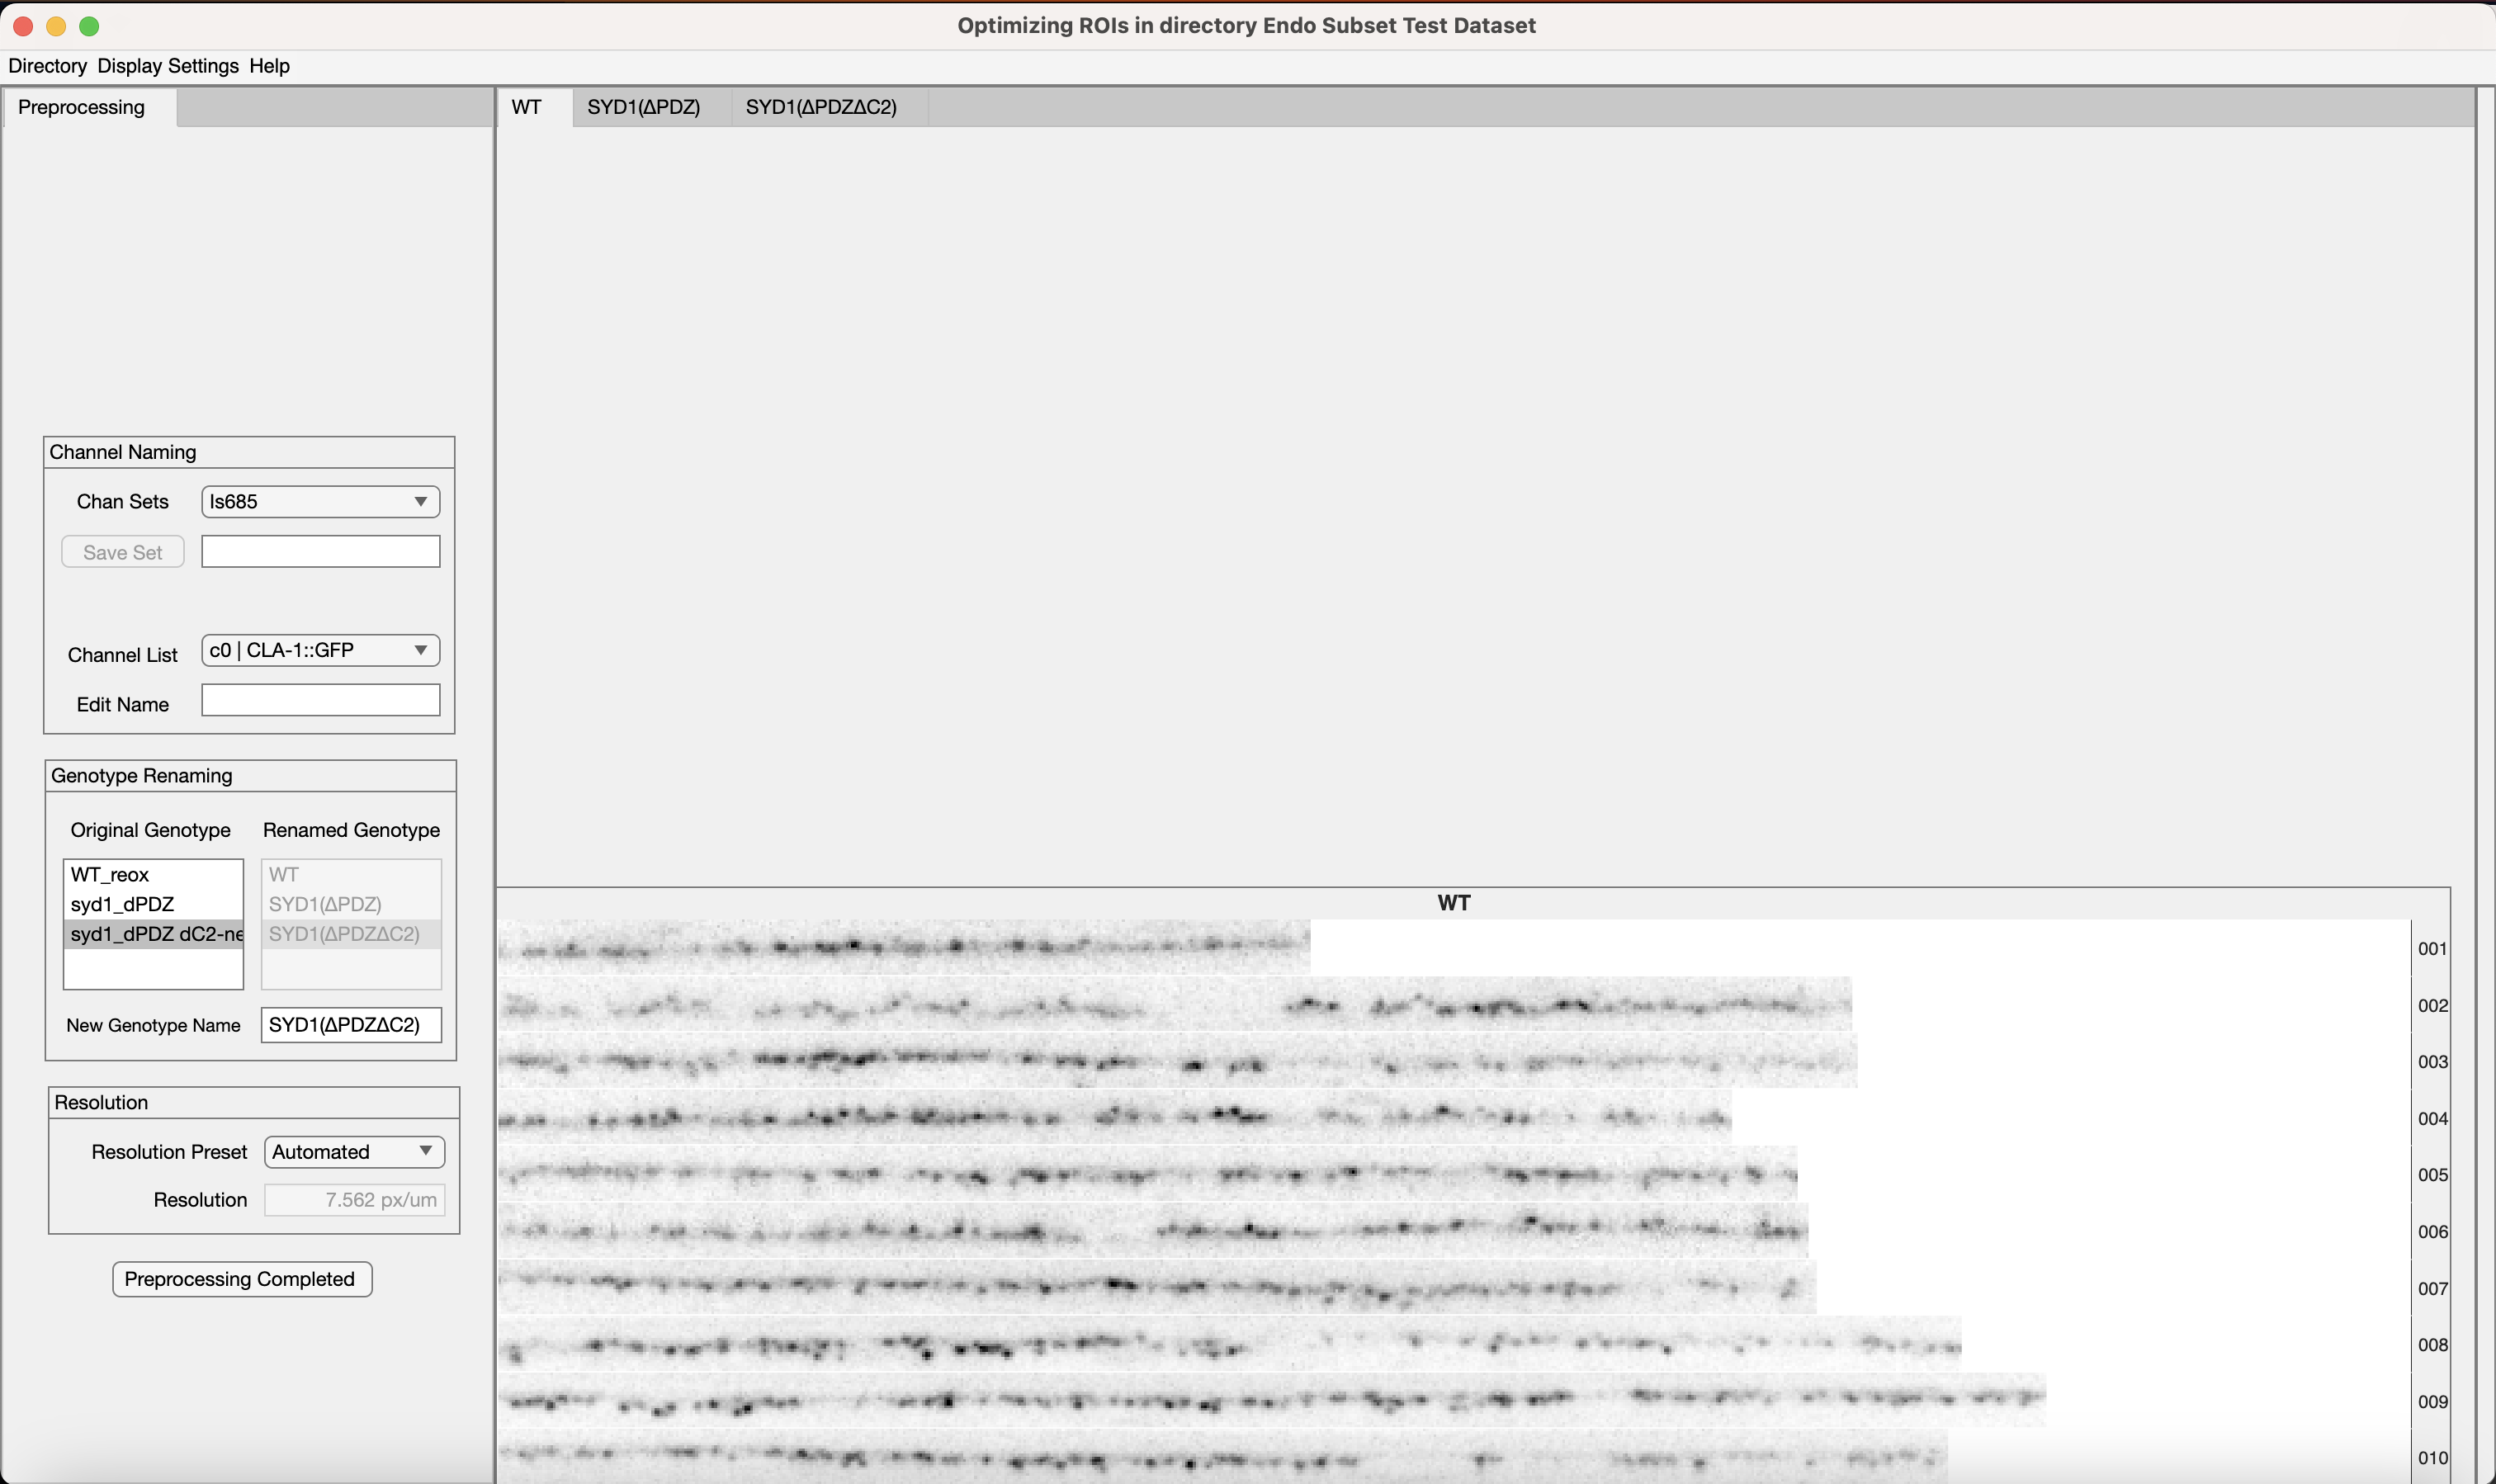 Optimizing ROIs in directory Endo Subset Test Dataset
Directory Display Settings Help
Preprocessing
WT SYD1(ΔPDZ) SYD1(ΔPDZΔC2)
Channel Naming
Chan Sets Is685
Save Set
Channel List c0 | CLA-1::GFP
Edit Name
Genotype Renaming
Original Genotype Renamed Genotype
WT_reox WT
syd1_dPDZ SYD1(ΔPDZ)
syd1_dPDZ dC2-ne SYD1(ΔPDZΔC2)
New Genotype Name SYD1(ΔPDZΔC2)
Resolution
Resolution Preset Automated
Resolution 7.562 px/um
Preprocessing Completed
WT
001
002
003
004
005
006
007
008
009
010